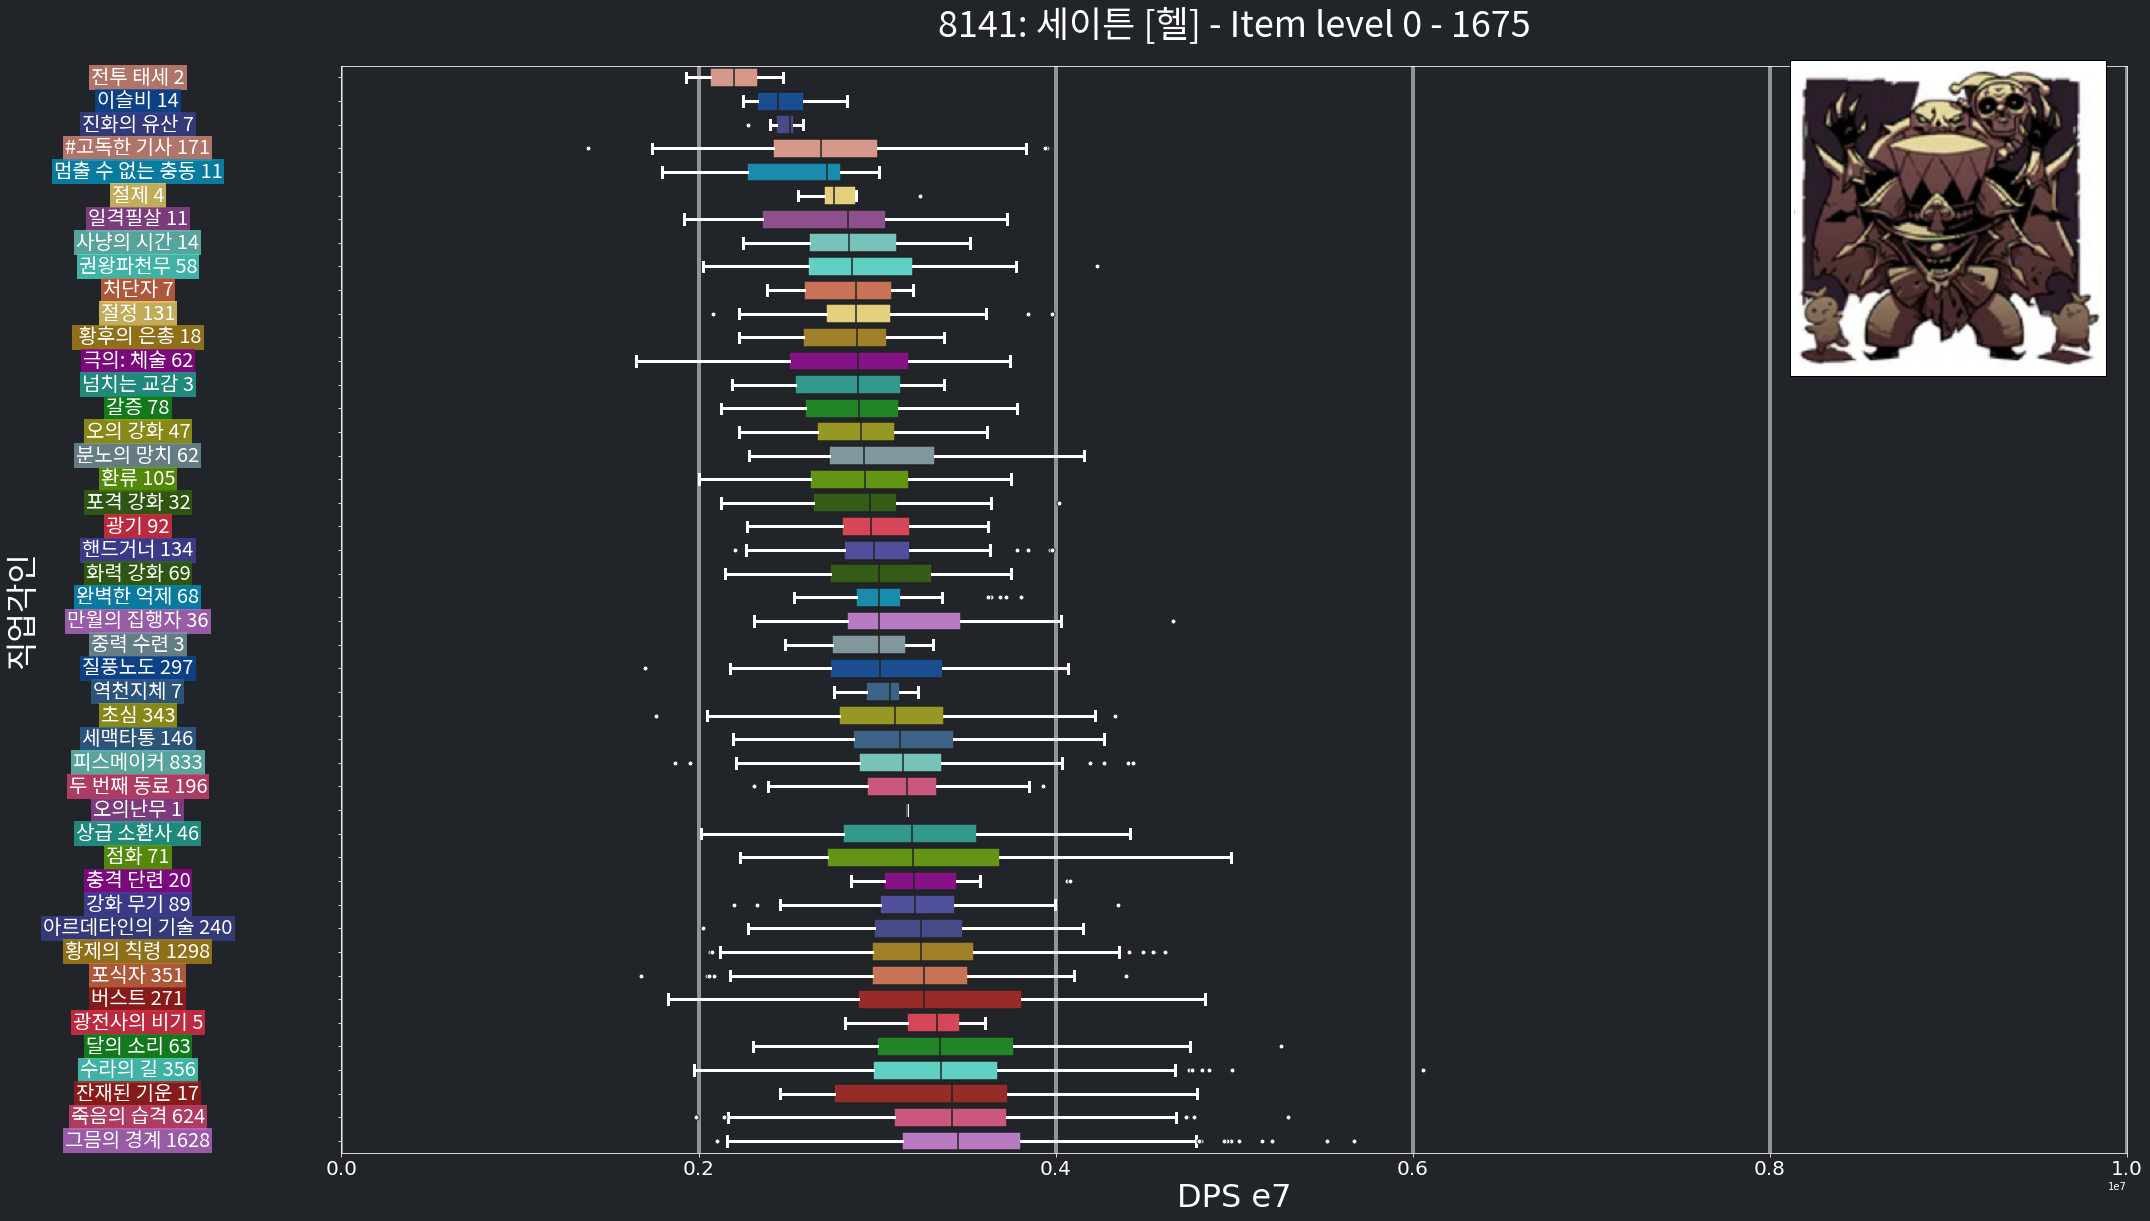 8141: 세이튼 [헬] - Item level 0 - 1675
전투 태세 2
이슬비 14
진화의 유산 7
#고독한 기사 171
멈출 수 없는 충동 11
절제 4
일격필살 11
사냥의 시간 14
권왕파천무 58
처단자 7
절정 131
황후의 은총 18
극의: 체술 62
넘치는 교감 3
갈증 78
오의 강화 47
분노의 망치 62
환류 105
포격 강화 32
광기 92
핸드거너 134
화력 강화 69
완벽한 억제 68
만월의 집행자 36
중력 수련 3
질풍노도 297
역천지체 7
초심 343
세맥타통 146
피스메이커 833
두 번째 동료 196
오의난무 1
상급 소환사 46
점화 71
충격 단련 20
강화 무기 89
아르데타인의 기술 240
황제의 칙령 1298
포식자 351
버스트 271
광전사의 비기 5
달의 소리 63
수라의 길 356
잔재된 기운 17
죽음의 습격 624
그믐의 경계 1628
직업각인
0.0 0.2 0.4 0.6 0.8 1.0
1e7
DPS e7